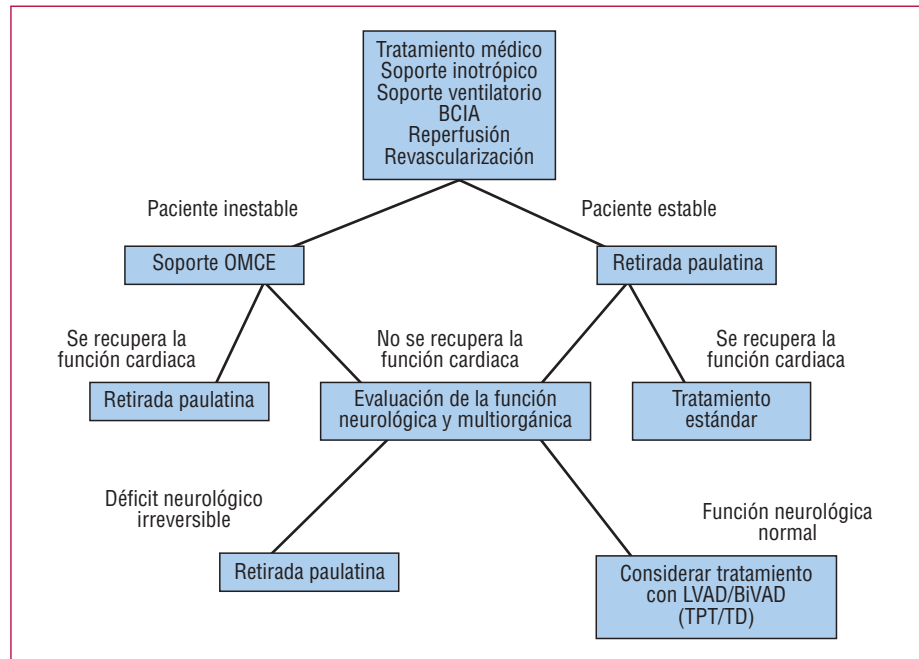 Tratamiento médico
Soporte inotrópico
Soporte ventilatorio
BCIA
Reperfusión
Revascularización
Paciente inestable
Paciente estable
Soporte OMCE
Retirada paulatina
Se recupera la
función cardiaca
No se recupera la
función cardiaca
Se recupera la
función cardiaca
Retirada paulatina
Evaluación de la función
neurológica y multiorgánica
Tratamiento
estándar
Déficit neurológico
irreversible
Función neurológica
normal
Retirada paulatina
Considerar tratamiento
con LVAD/BiVAD
(TPT/TD)